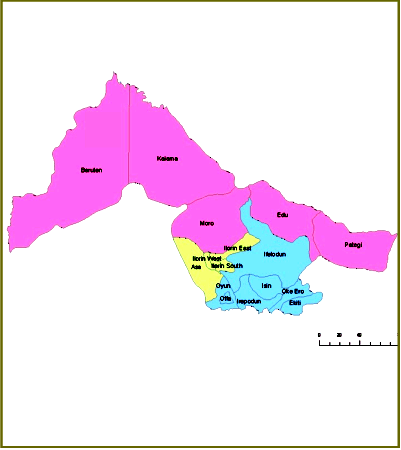 Kaiama
Baruten
Edu
Moro
Patagi
Ilorin East
Ifelodun
Ilorin West
Asa
Ilorin South
Oyun
Isin
Oke Ero
Offa
Irepodun
Ekiti
0 20 40